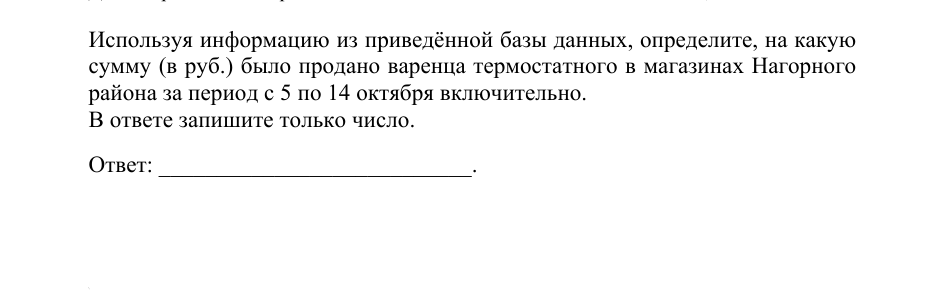 Используя информацию из приведённой базы данных, определите, на какую
сумму (в руб.) было продано варенца термостатного в магазинах Нагорного
района за период с 5 по 14 октября включительно.
В ответе запишите только число.
Ответ: ___________________________.